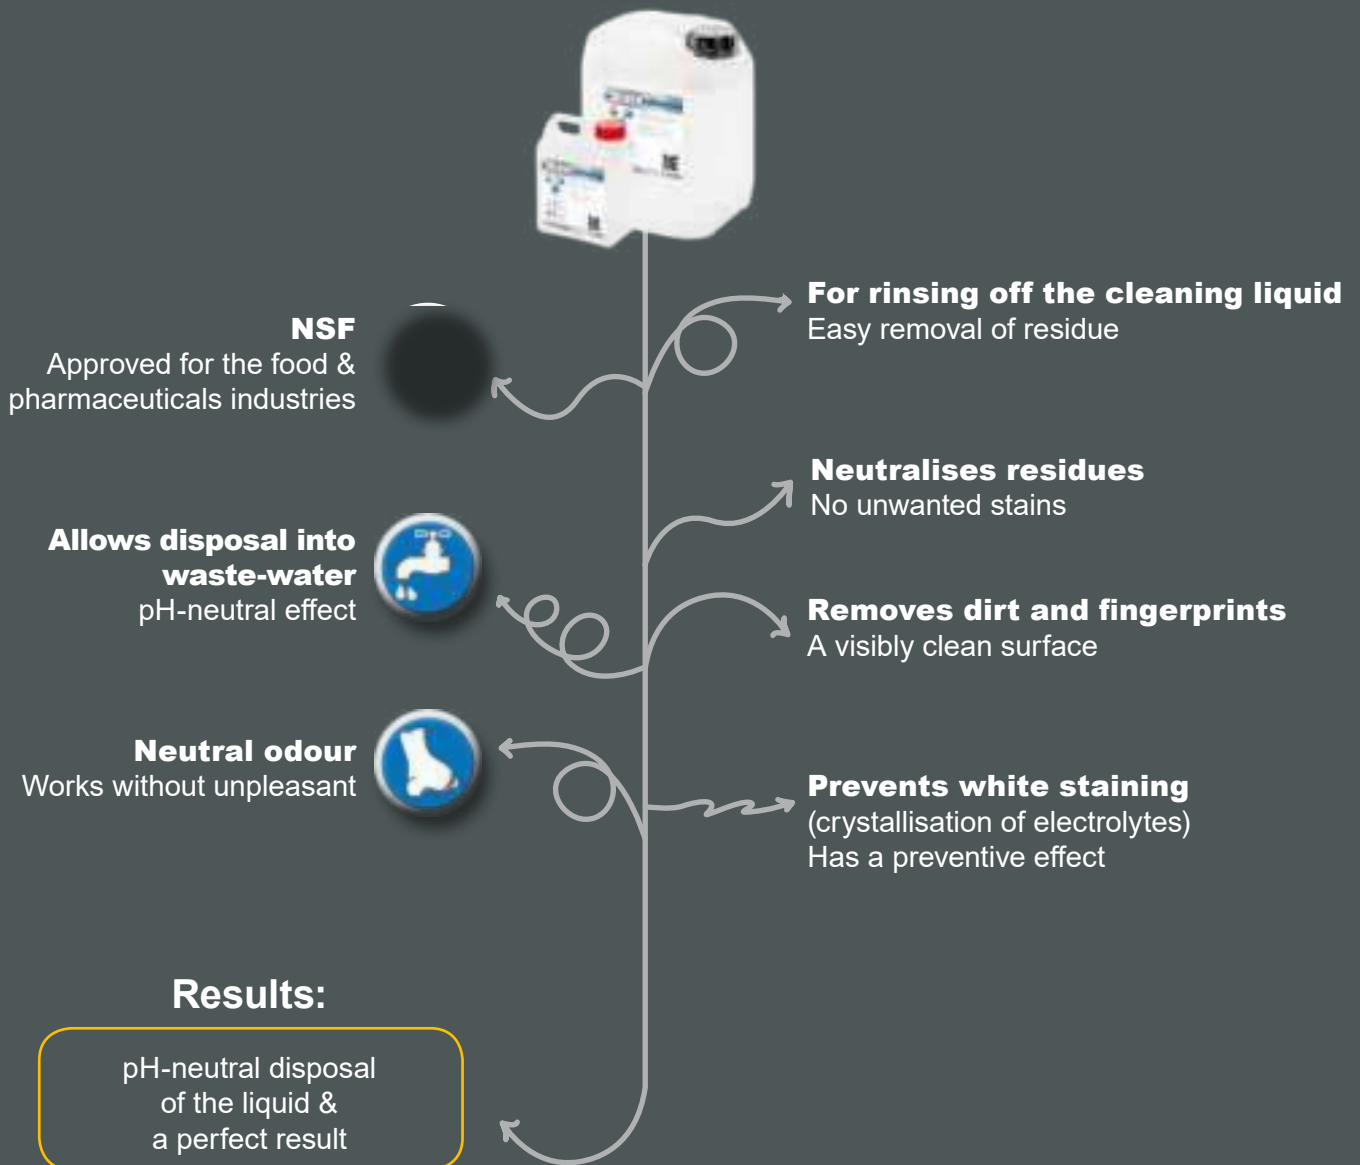 NSF
Approved for the food &
pharmaceuticals industries
Allows disposal into
waste-water
pH-neutral effect
Neutral odour
Works without unpleasant
For rinsing off the cleaning liquid
Easy removal of residue
Neutralises residues
No unwanted stains
Removes dirt and fingerprints
A visibly clean surface
Prevents white staining
(crystallisation of electrolytes)
Has a preventive effect
Results:
pH-neutral disposal
of the liquid &
a perfect result